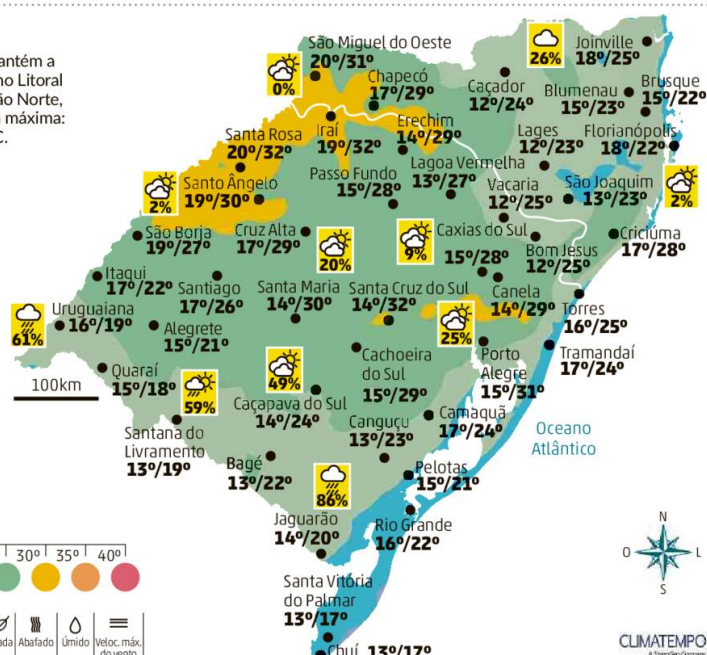 antém a
no Litoral
ão Norte,
máxima:
C.
São Miguel do Oeste
20º/31º
0%
Chapecó
17º/29º
26%
Joinville
18º/25º
Caçador
12º/24º
Blumenau
15º/23º
Brusque
15º/22º
Santa Rosa
20º/32º
Iraí
19º/32º
Erechim
14º/29º
Lages
12º/23º
Florianópolis
18º/22º
2%
Santo Ângelo
19º/30º
2%
Passo Fundo
15º/28º
Lagoa Vermelha
13º/27º
Vacaria
12º/25º
São Joaquim
13º/23º
São Borja
19º/27º
Cruz Alta
17º/29º
20%
9%
Caxias do Sul
15º/28º
Bom Jesus
12º/25º
Criciúma
17º/28º
Itaqui
17º/22º
Santiago
17º/26º
Santa Maria
14º/30º
Santa Cruz do Sul
14º/32º
Canela
14º/29º
Torres
16º/25º
61%
Uruguaiana
16º/19º
Alegrete
15º/21º
25%
Porto
Alegre
15º/31º
Tramandaí
17º/24º
Quaraí
15º/18º
100km
59%
49%
Caçapava do Sul
14º/24º
Cachoeira
do Sul
15º/29º
Camaquã
17º/24º
Oceano
Atlântico
Santana do
Livramento
13º/19º
Canguçu
13º/23º
Bagé
13º/22º
86%
Pelotas
15º/21º
Jaguarão
14º/20º
Rio Grande
16º/22º
N
O
L
S
30º 35º 40º
Santa Vitória
do Palmar
13º/17º
ada Abafado Úmido Veloc. máx.
do vento
Chuí 13º/17º
CLIMATEMPO